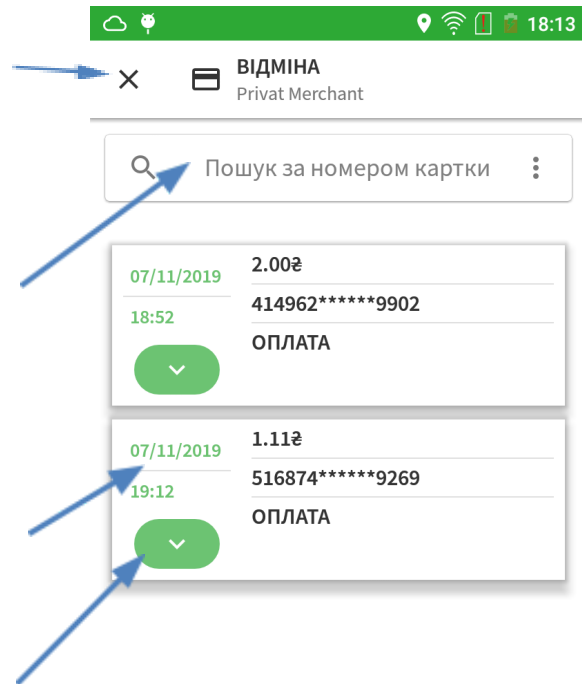 18:13
ВІДМІНА
Privat Merchant
Пошук за номером картки
07/11/2019
18:52
2.00₴
414962******9902
ОПЛАТА
07/11/2019
19:12
1.11₴
516874******9269
ОПЛАТА